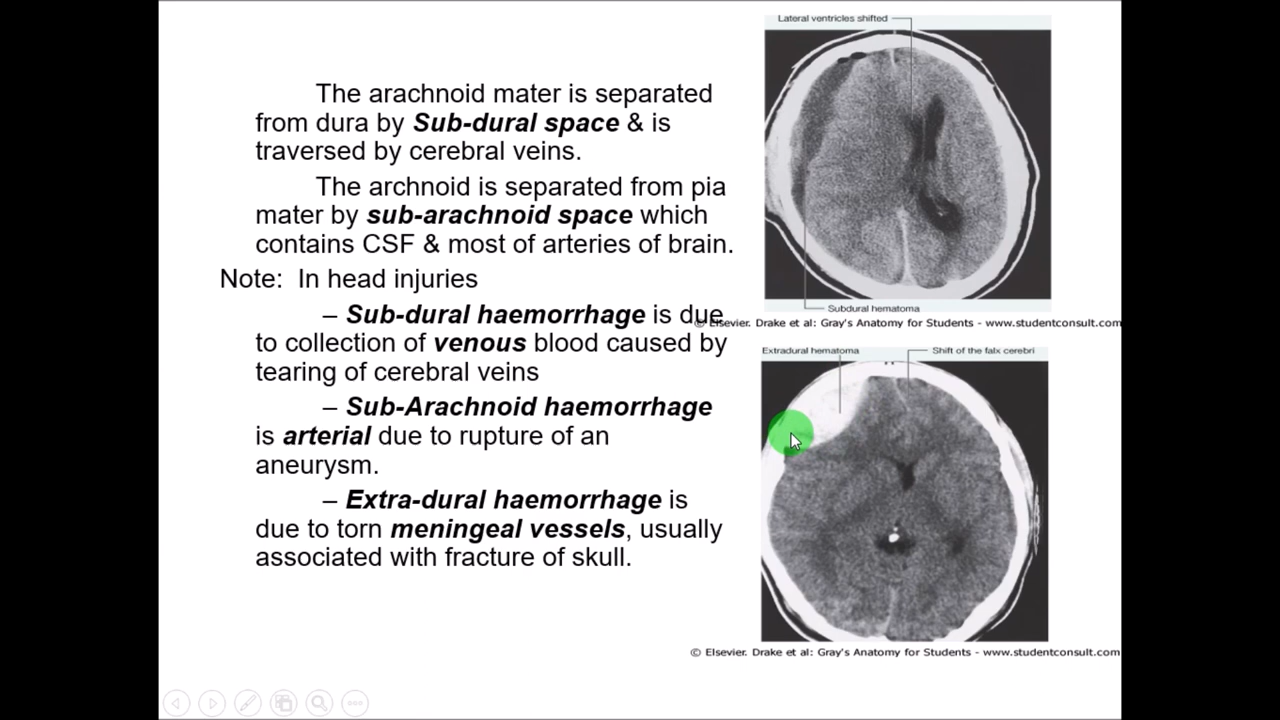 The arachnoid mater is separated
from dura by Sub-dural space & is
traversed by cerebral veins.
The archnoid is separated from pia
mater by sub-arachnoid space which
contains CSF & most of arteries of brain.
Note: In head injuries
– Sub-dural haemorrhage is due
to collection of venous blood caused by
tearing of cerebral veins
– Sub-Arachnoid haemorrhage
is arterial due to rupture of an
aneurysm.
– Extra-dural haemorrhage is
due to torn meningeal vessels, usually
associated with fracture of skull.
Lateral ventricles shifted
Subdural hematoma
© Elsevier. Drake et al: Gray's Anatomy for Students - www.studentconsult.com
Extradural hematoma
Shift of the falx cerebri
© Elsevier. Drake et al: Gray's Anatomy for Students - www.studentconsult.com